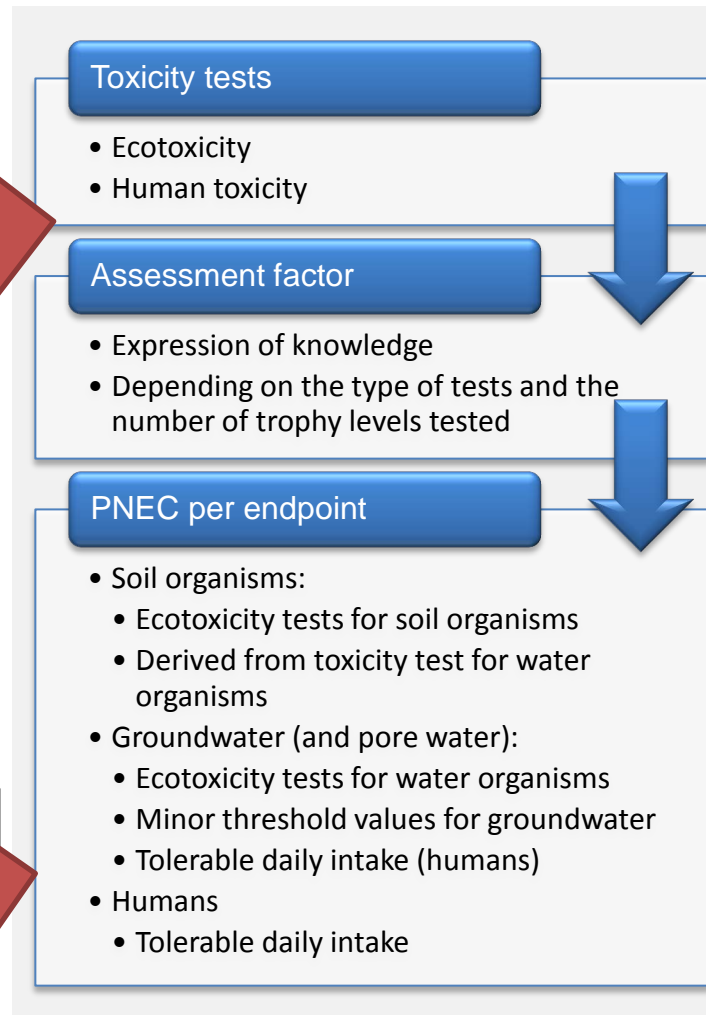 Toxicity tests
• Ecotoxicity
• Human toxicity
Assessment factor
• Expression of knowledge
• Depending on the type of tests and the
number of trophy levels tested
PNEC per endpoint
• Soil organisms:
• Ecotoxicity tests for soil organisms
• Derived from toxicity test for water
organisms
• Groundwater (and pore water):
• Ecotoxicity tests for water organisms
• Minor threshold values for groundwater
• Tolerable daily intake (humans)
• Humans
• Tolerable daily intake